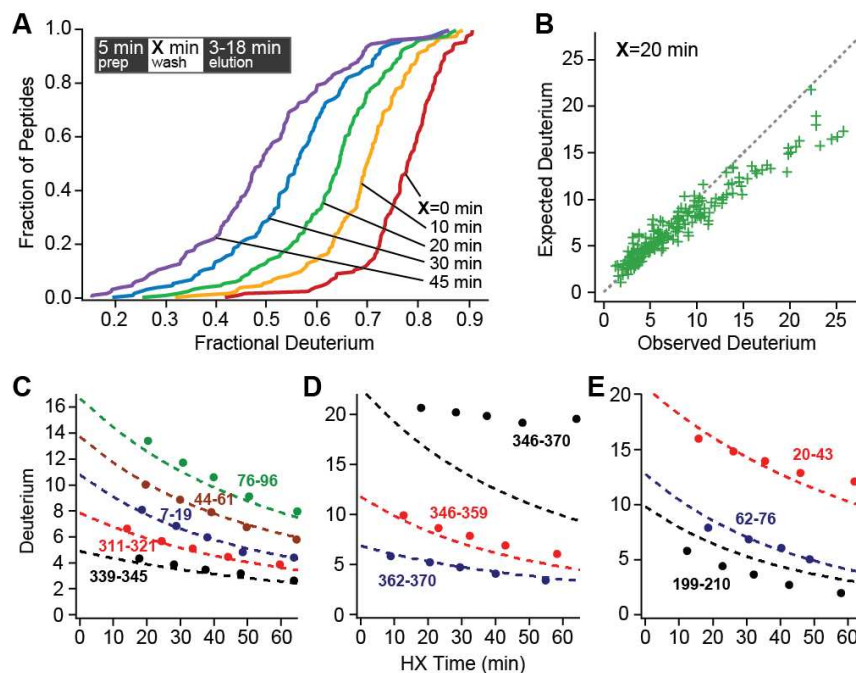 A
5 min X min 3-18 min
prep wash elution
1.0
0.8
0.6
0.4
0.2
0.0
Fraction of Peptides
X=0 min
10 min
20 min
30 min
45 min
0.2 0.3 0.4 0.5 0.6 0.7 0.8 0.9
Fractional Deuterium
B
X=20 min
25
20
15
10
5
0
Expected Deuterium
0 5 10 15 20 25
Observed Deuterium
C
16
14
12
10
8
6
4
2
0
Deuterium
76-96
44-61
7-19
311-321
339-345
0 10 20 30 40 50 60
D
20
15
10
5
0
346-370
346-359
362-370
0 10 20 30 40 50 60
HX Time (min)
E
20
15
10
5
0
20-43
62-76
199-210
0 10 20 30 40 50 60